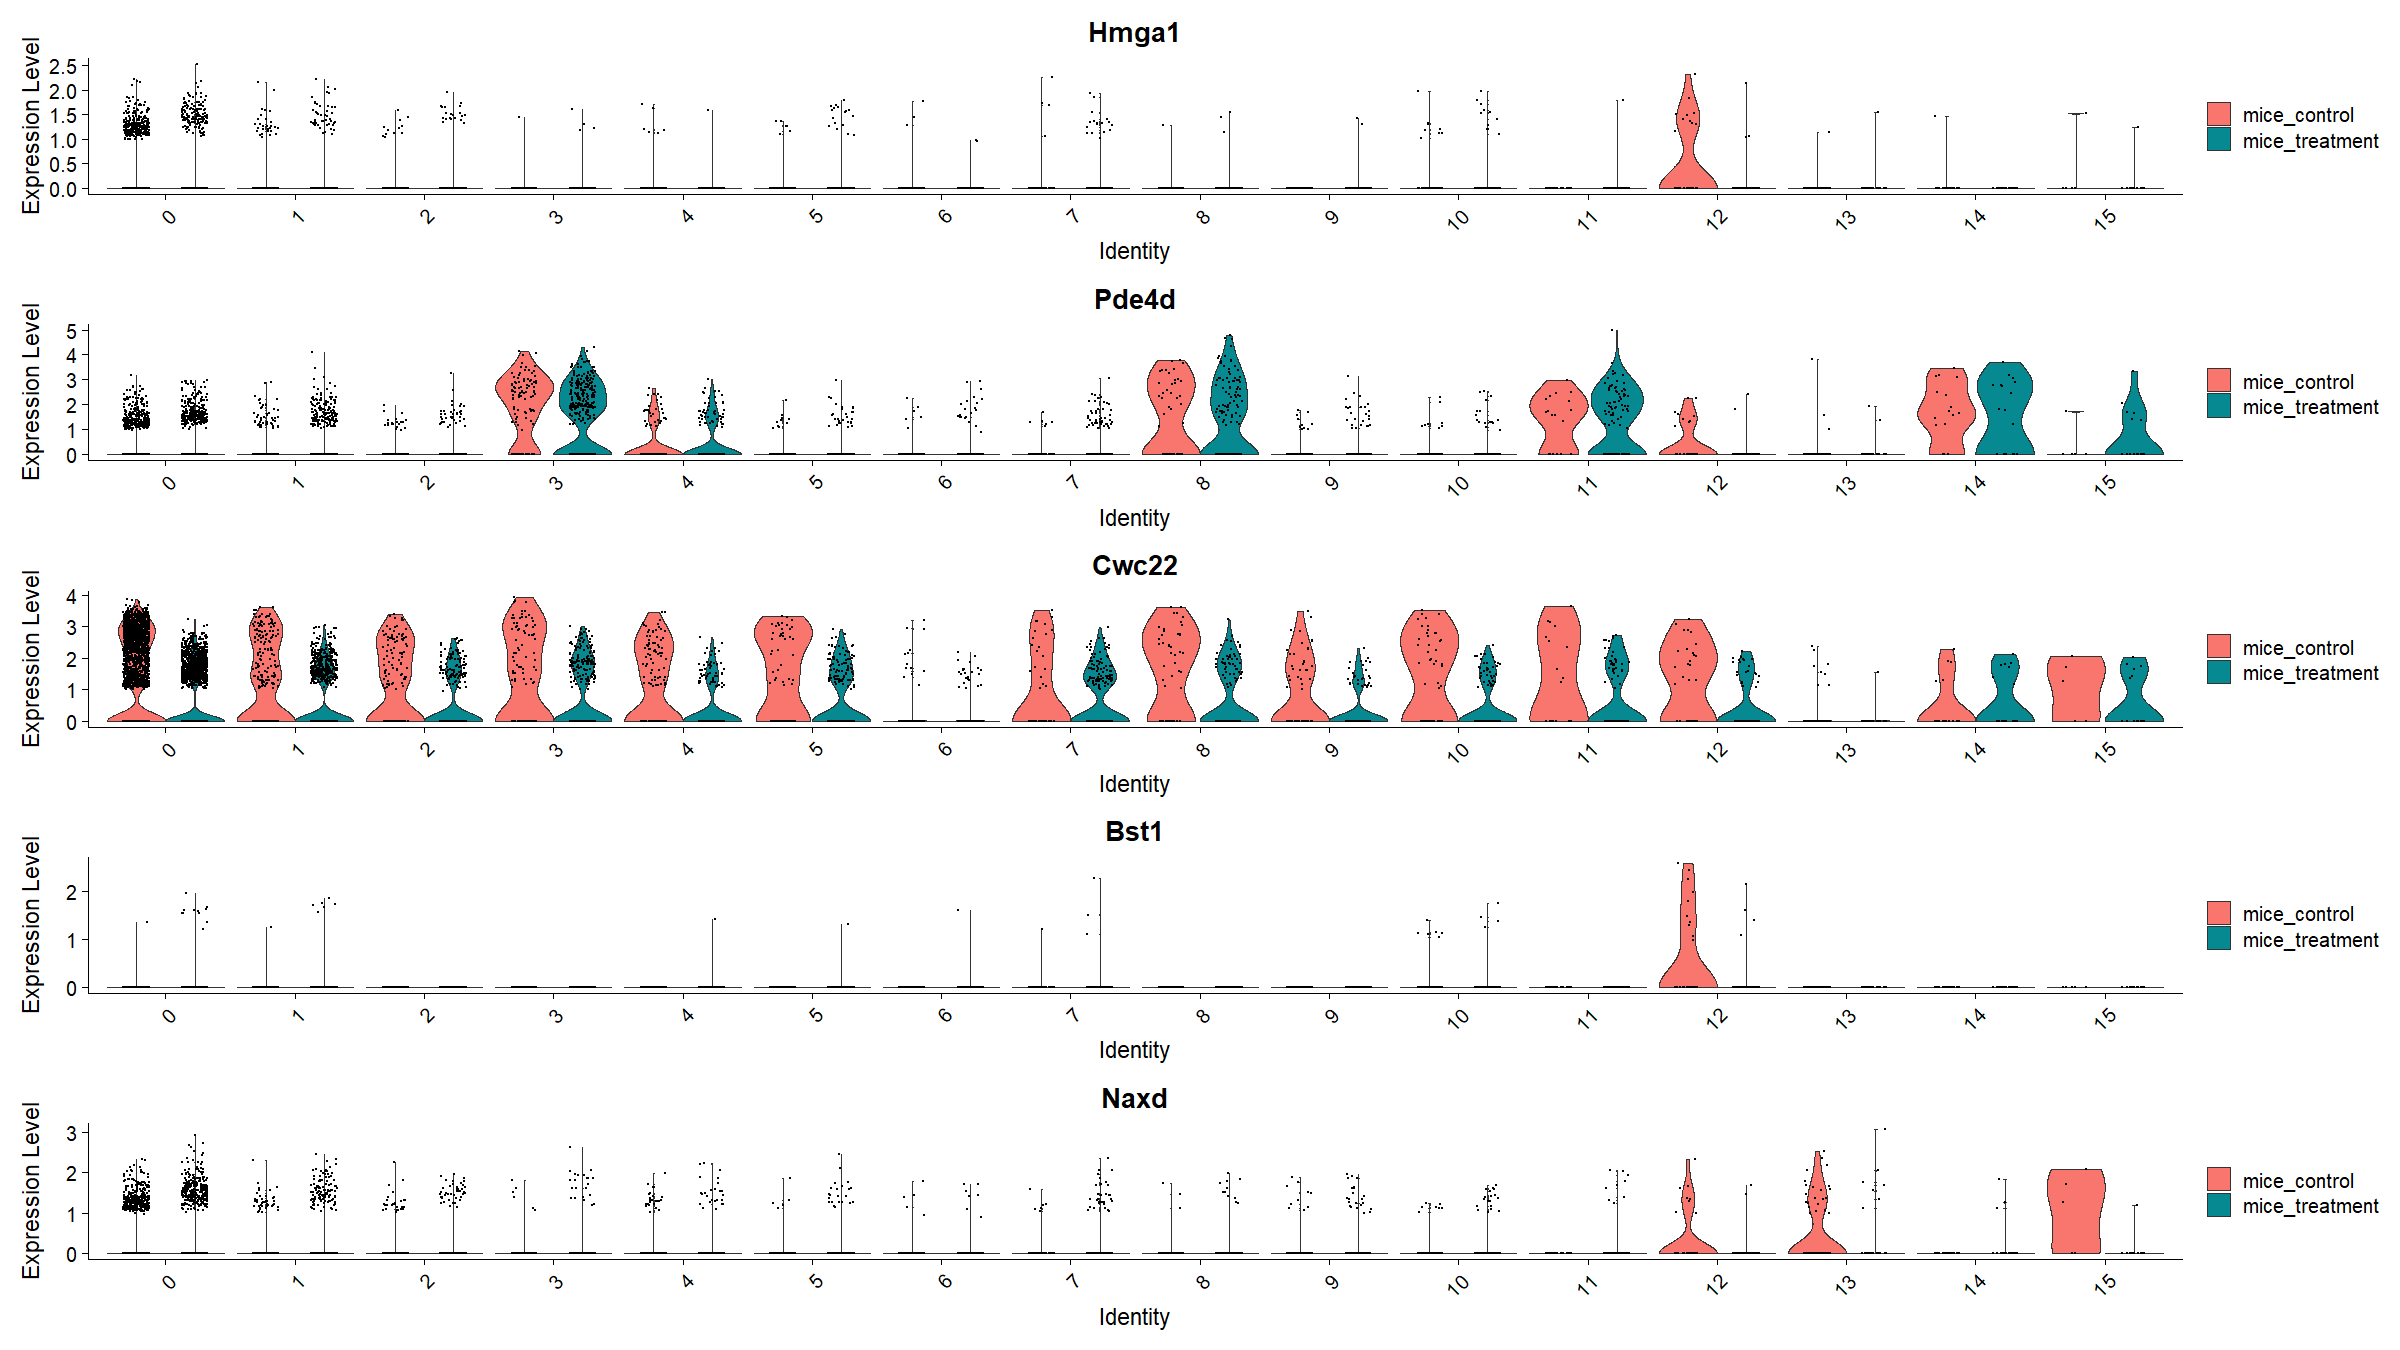 Hmga1
Expression Level
2.5
2.0
1.5
1.0
0.5
0.0
0 1 2 3 4 5 6 7 8 9 10 11 12 13 14 15
Identity
mice_control
mice_treatment
Pde4d
Expression Level
5
4
3
2
1
0
0 1 2 3 4 5 6 7 8 9 10 11 12 13 14 15
Identity
mice_control
mice_treatment
Cwc22
Expression Level
4
3
2
1
0
0 1 2 3 4 5 6 7 8 9 10 11 12 13 14 15
Identity
mice_control
mice_treatment
Bst1
Expression Level
2
1
0
0 1 2 3 4 5 6 7 8 9 10 11 12 13 14 15
Identity
mice_control
mice_treatment
Naxd
Expression Level
3
2
1
0
0 1 2 3 4 5 6 7 8 9 10 11 12 13 14 15
Identity
mice_control
mice_treatment